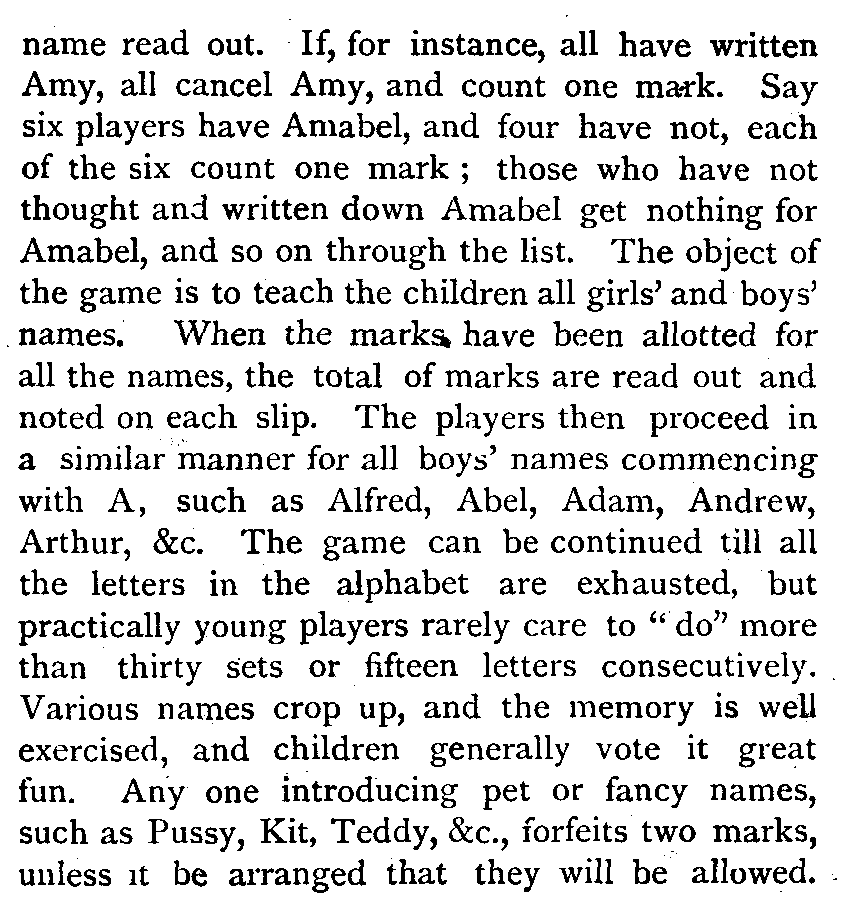 name read out. If, for instance, all have written
Amy, all cancel Amy, and count one mark. Say
six players have Amabel, and four have not, each
of the six count one mark ; those who have not
thought and written down Amabel get nothing for
Amabel, and so on through the list. The object of
the game is to teach the children all girls' and boys'
names. When the marks have been allotted for
all the names, the total of marks are read out and
noted on each slip. The players then proceed in
a similar manner for all boys' names commencing
with A, such as Alfred, Abel, Adam, Andrew,
Arthur, &c. The game can be continued till all
the letters in the alphabet are exhausted, but
practically young players rarely care to “ do” more
than thirty sets or fifteen letters consecutively.
Various names crop up, and the memory is well
exercised, and children generally vote it great
fun. Any one introducing pet or fancy names,
such as Pussy, Kit, Teddy, &c., forfeits two marks,
unless it be arranged that they will be allowed.